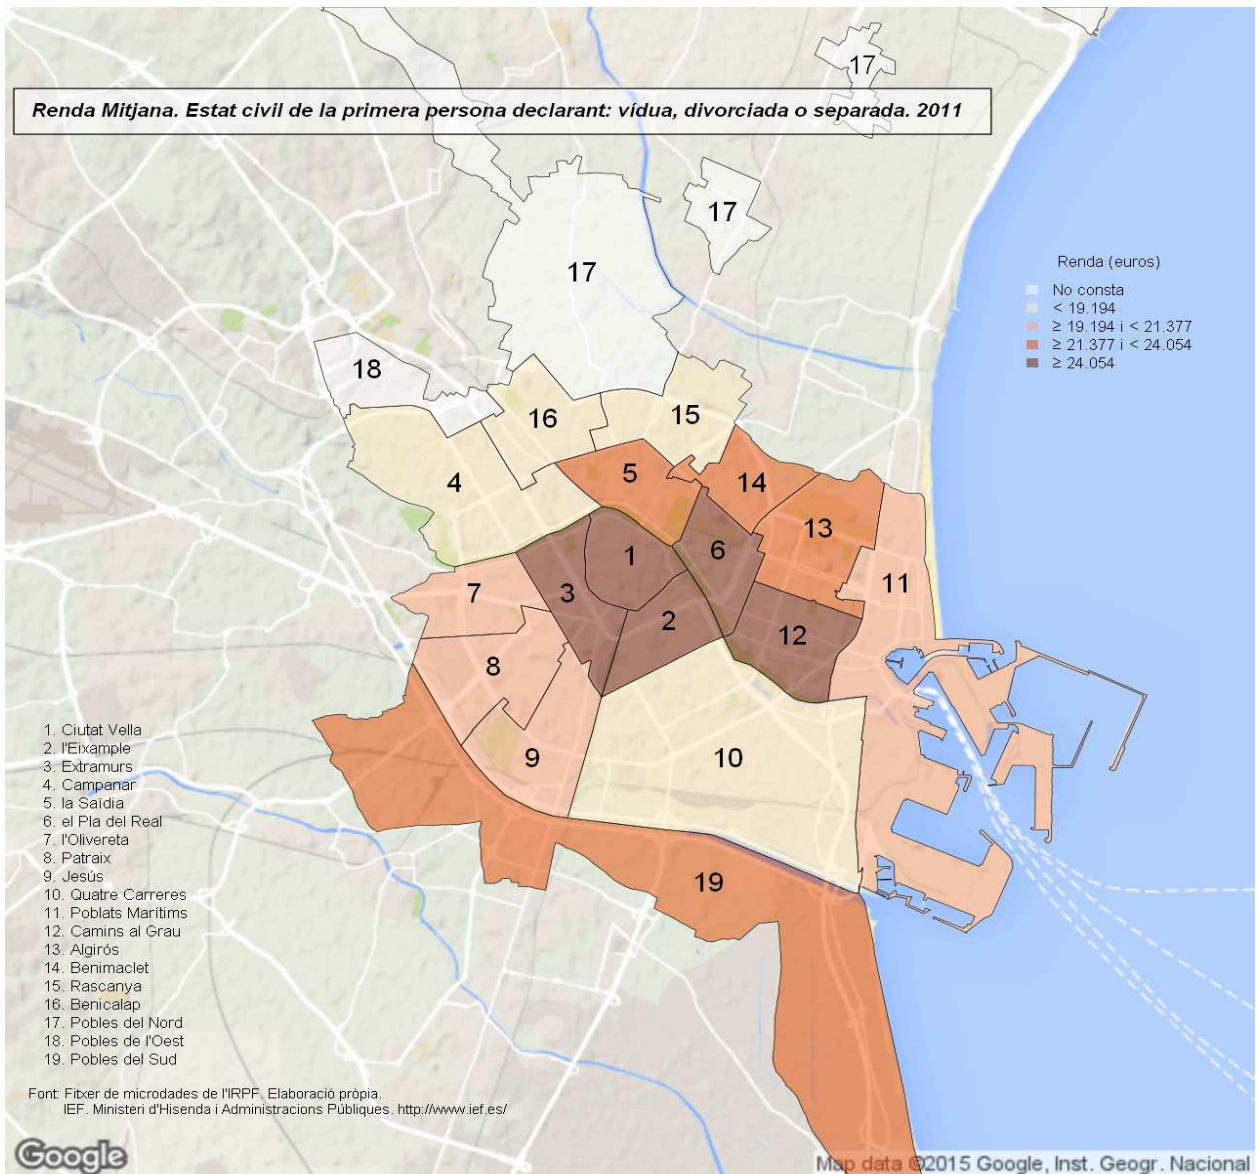 17
Renda Mitjana. Estat civil de la primera persona declarant: vídua, divorciada o separada. 2011
17
17
Renda (euros)
No consta
< 19.194
≥ 19.194 i < 21.377
≥ 21.377 i < 24.054
≥ 24.054
18
16
15
4
5
14
13
1
6
11
7
3
2
12
8
9
10
19
1. Ciutat Vella
2. l'Eixample
3. Extramurs
4. Campanar
5. la Saïdia
6. el Pla del Real
7. l'Olivereta
8. Patraix
9. Jesús
10. Quatre Carreres
11. Poblats Marítims
12. Camins al Grau
13. Algirós
14. Benimaclet
15. Rascanya
16. Benicalap
17. Pobles del Nord
18. Pobles de l'Oest
19. Pobles del Sud
Font: Fitxer de microdades de l'IRPF. Elaboració pròpia.
IEF. Ministeri d'Hisenda i Administracions Públiques. http://www.ief.es/
Google
Map data ©2015 Google, Inst. Geogr. Nacional